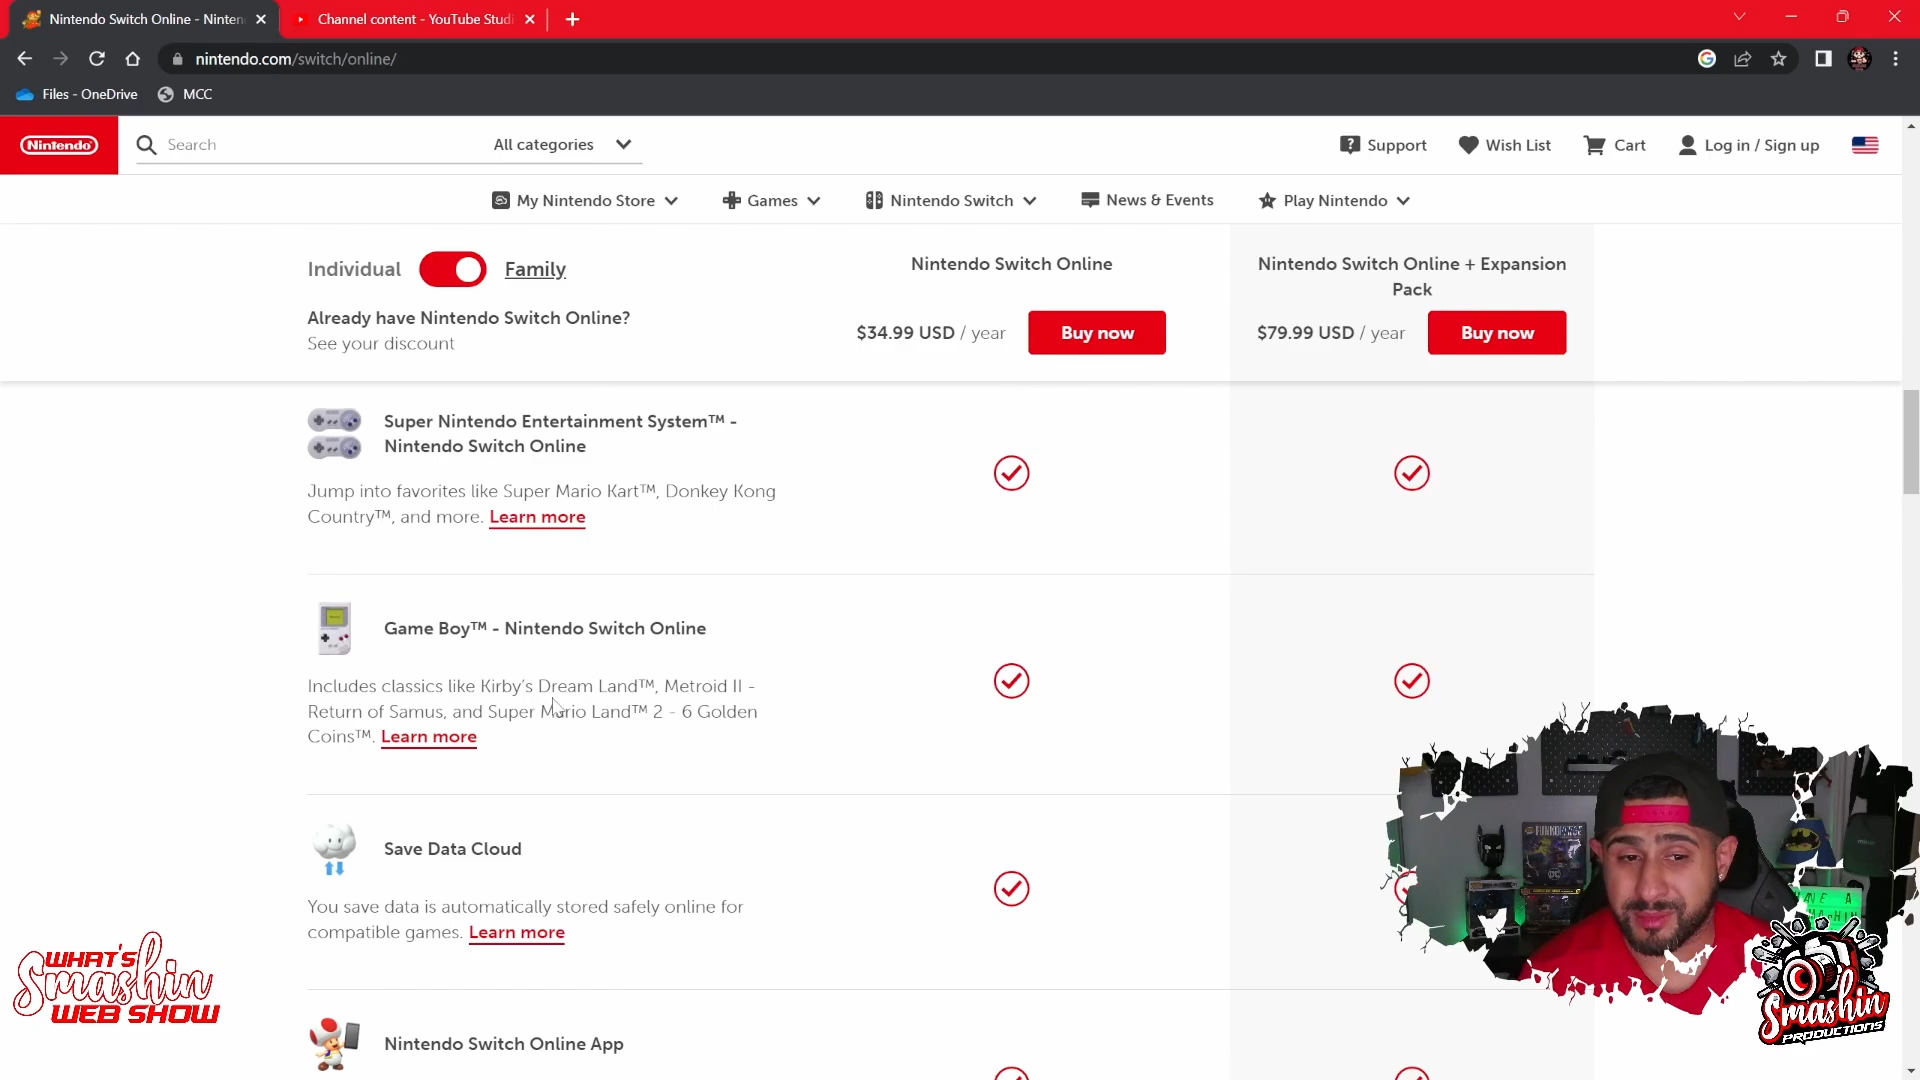 Nintendo Switch Online - Ninten
Channel content - YouTube Studi
nintendo.com/switch/online/
Files - OneDrive
MCC
Nintendo
Search
All categories
Support
Wish List
Cart
Log in / Sign up
My Nintendo Store
Games
Nintendo Switch
News & Events
Play Nintendo
Individual
Family
Already have Nintendo Switch Online?
See your discount
Nintendo Switch Online
$34.99 USD / year
Buy now
Nintendo Switch Online + Expansion
Pack
$79.99 USD / year
Buy now
Super Nintendo Entertainment System™ -
Nintendo Switch Online
Jump into favorites like Super Mario Kart™, Donkey Kong
Country™, and more. Learn more
Game Boy™ - Nintendo Switch Online
Includes classics like Kirby's Dream Land™, Metroid II -
Return of Samus, and Super Mario Land™ 2 - 6 Golden
Coins™. Learn more
Save Data Cloud
You save data is automatically stored safely online for
compatible games. Learn more
Nintendo Switch Online App
WHAT'S
Smashin
WEB SHOW
Smashin
PRODUCTIONS